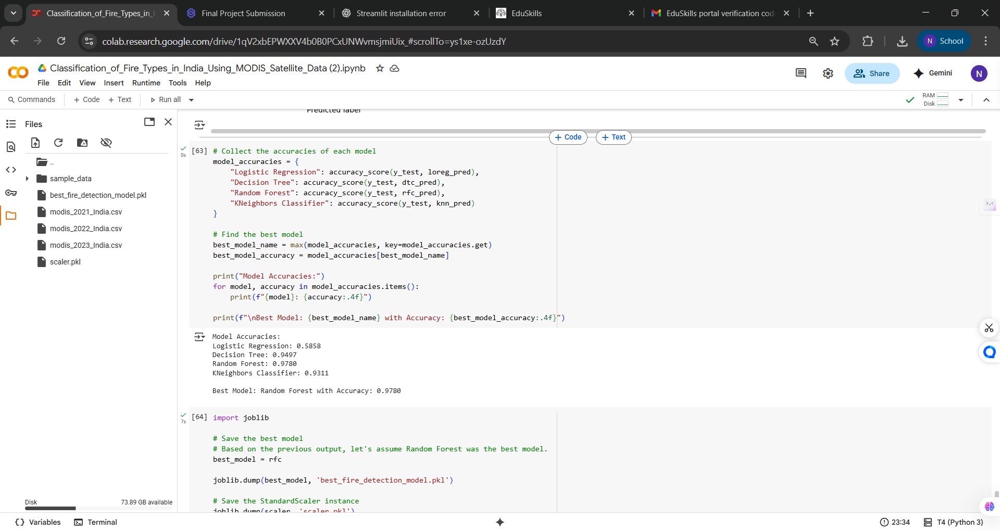 Classification_of_Fire_Types_in_I
Final Project Submission
Streamlit installation error
EduSkills
EduSkills portal verification cod
colab.research.google.com/drive/1qV2xbEPWXXV4b0B0PCxUNWvmsjmiUix_#scrollTo=ys1xe-ozUzdY
N School
Classification_of_Fire_Types_in_India_Using_MODIS_Satellite_Data (2).ipynb
File Edit View Insert Runtime Tools Help
Share
Gemini
N
Commands + Code + Text Run all
RAM
Disk
Files
..
sample_data
best_fire_detection_model.pkl
modis_2021_India.csv
modis_2022_India.csv
modis_2023_India.csv
scaler.pkl
Disk 73.89 GB available
Predicted label
+ Code + Text
0s
[63] # Collect the accuracies of each model
model_accuracies = {
"Logistic Regression": accuracy_score(y_test, loreg_pred),
"Decision Tree": accuracy_score(y_test, dtc_pred),
"Random Forest": accuracy_score(y_test, rfc_pred),
"KNeighbors Classifier": accuracy_score(y_test, knn_pred)
}
# Find the best model
best_model_name = max(model_accuracies, key=model_accuracies.get)
best_model_accuracy = model_accuracies[best_model_name]
print("Model Accuracies:")
for model, accuracy in model_accuracies.items():
print(f"{model}: {accuracy:.4f}")
print(f"\nBest Model: {best_model_name} with Accuracy: {best_model_accuracy:.4f}")
Model Accuracies:
Logistic Regression: 0.5858
Decision Tree: 0.9497
Random Forest: 0.9780
KNeighbors Classifier: 0.9311
Best Model: Random Forest with Accuracy: 0.9780
7s
[64] import joblib
# Save the best model
# Based on the previous output, let's assume Random Forest was the best model.
best_model = rfc
joblib.dump(best_model, 'best_fire_detection_model.pkl')
# Save the StandardScaler instance
joblib.dump(scaler, 'scaler.pkl')
Variables Terminal
23:34 T4 (Python 3)